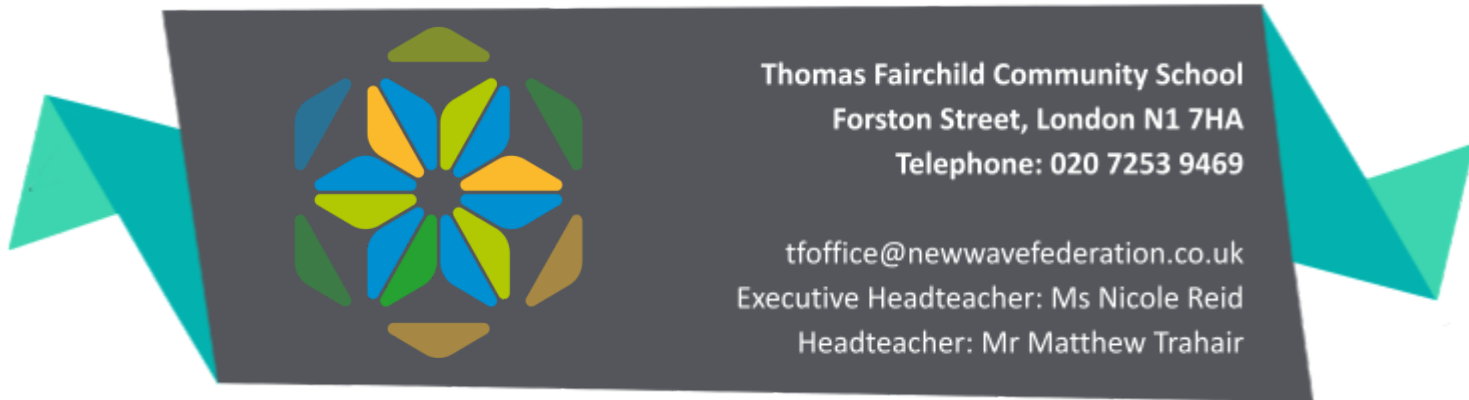 Thomas Fairchild Community School
Forston Street, London N1 7HA
Telephone: 020 7253 9469
tfoffice@newwavefederation.co.uk
Executive Headteacher: Ms Nicole Reid
Headteacher: Mr Matthew Trahair